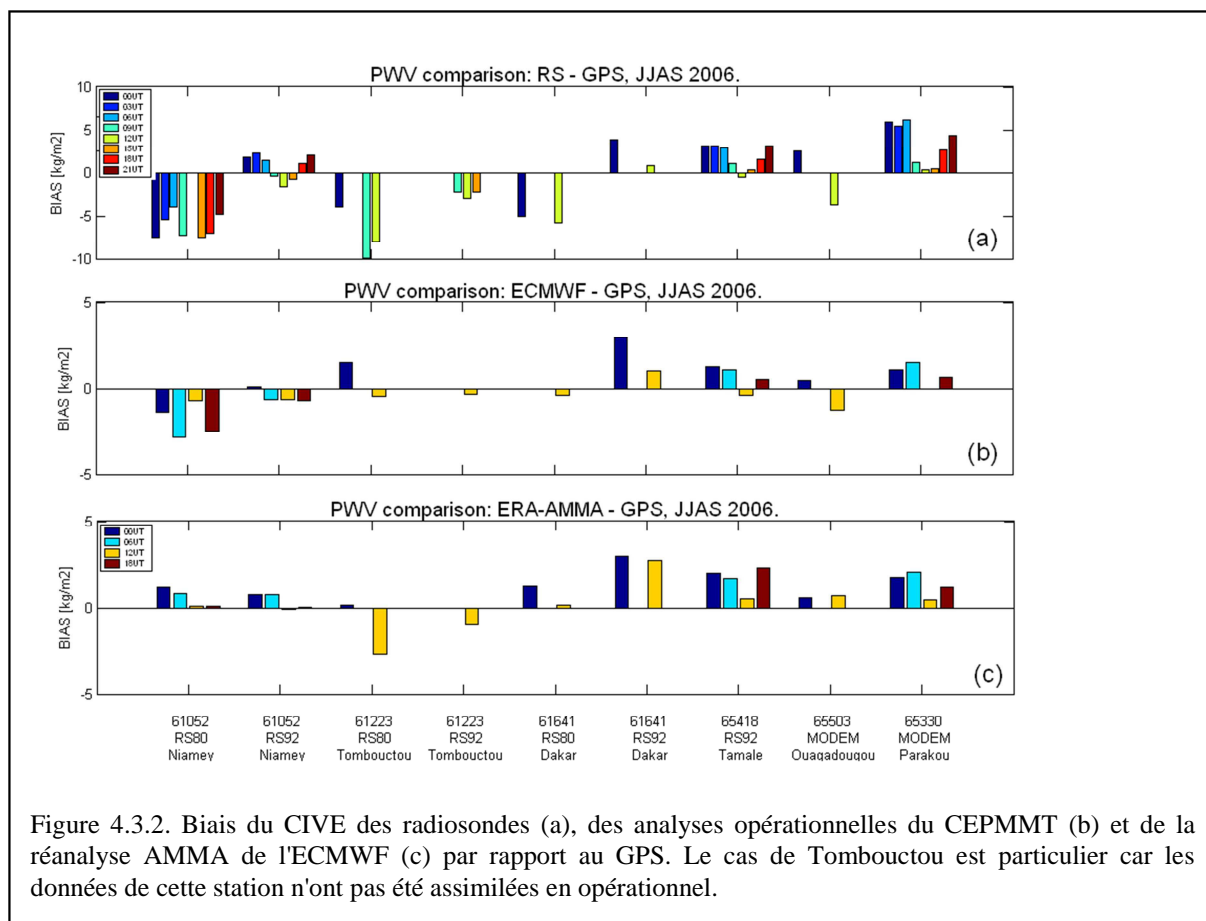 PWV comparison: RS - GPS, JJAS 2006.
10
5
0
-5
-10
BIAS [kg/m2]
00UT
03UT
06UT
09UT
12UT
15UT
18UT
21UT
(a)
PWV comparison: ECMWF - GPS, JJAS 2006.
5
0
-5
BIAS [kg/m2]
(b)
PWV comparison: ERA-AMMA - GPS, JJAS 2006.
5
0
-5
BIAS [kg/m2]
00UT
06UT
12UT
18UT
(c)
61052 61052 61223 61223 61641 61641 65418 65503 65330
RS80 RS92 RS80 RS92 RS80 RS92 RS92 MODEM MODEM
Niamey Niamey Tombouctou Tombouctou Dakar Dakar Tamale Ouagadougou Parakou
Figure 4.3.2. Biais du CIVE des radiosondes (a), des analyses opérationnelles du CEPMMT (b) et de la
réanalyse AMMA de l'ECMWF (c) par rapport au GPS. Le cas de Tombouctou est particulier car les
données de cette station n'ont pas été assimilées en opérationnel.